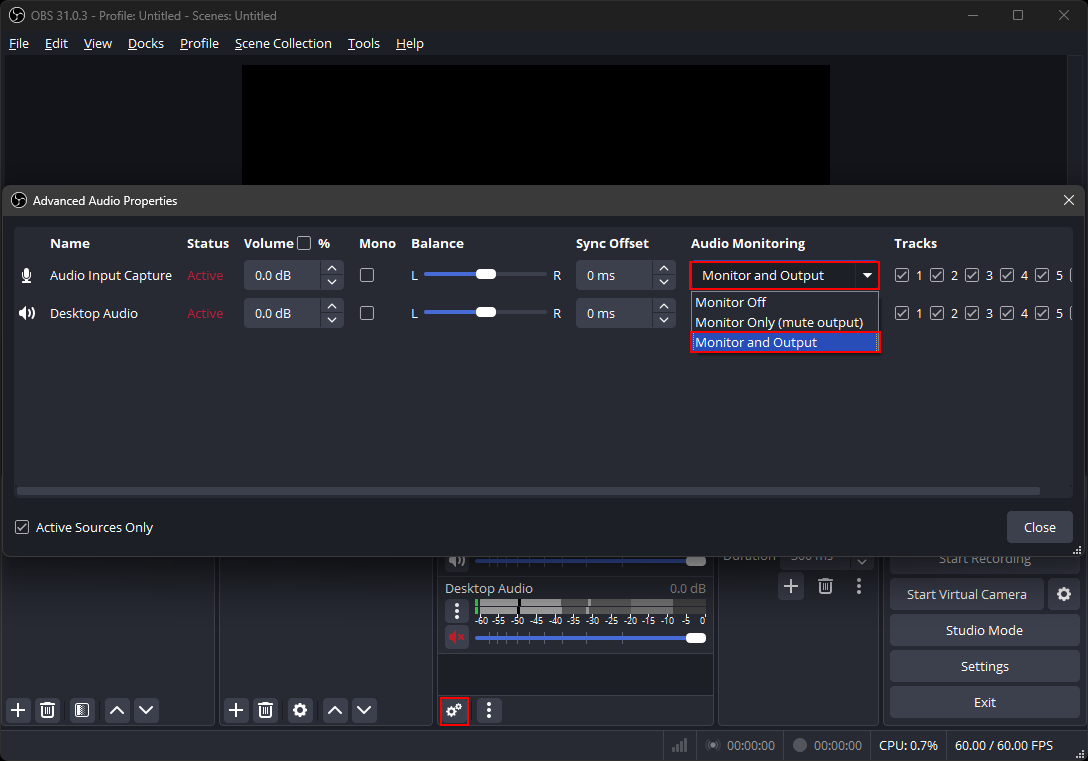 OBS 31.0.3 - Profile: Untitled - Scenes: Untitled
File Edit View Docks Profile Scene Collection Tools Help
Advanced Audio Properties
Name Status Volume % Mono Balance Sync Offset Audio Monitoring Tracks
Audio Input Capture Active 0.0 dB L R 0 ms Monitor and Output 1 2 3 4 5
Monitor Off
Desktop Audio Active 0.0 dB L R 0 ms 1 2 3 4 5
Monitor Only (mute output)
Monitor and Output
Active Sources Only
Close
Duration 300 ms Start Recording
Desktop Audio 0.0 dB
Start Virtual Camera
-60 -55 -50 -45 -40 -35 -30 -25 -20 -15 -10 -5 0
Studio Mode
Settings
Exit
00:00:00 00:00:00 CPU: 0.7% 60.00 / 60.00 FPS